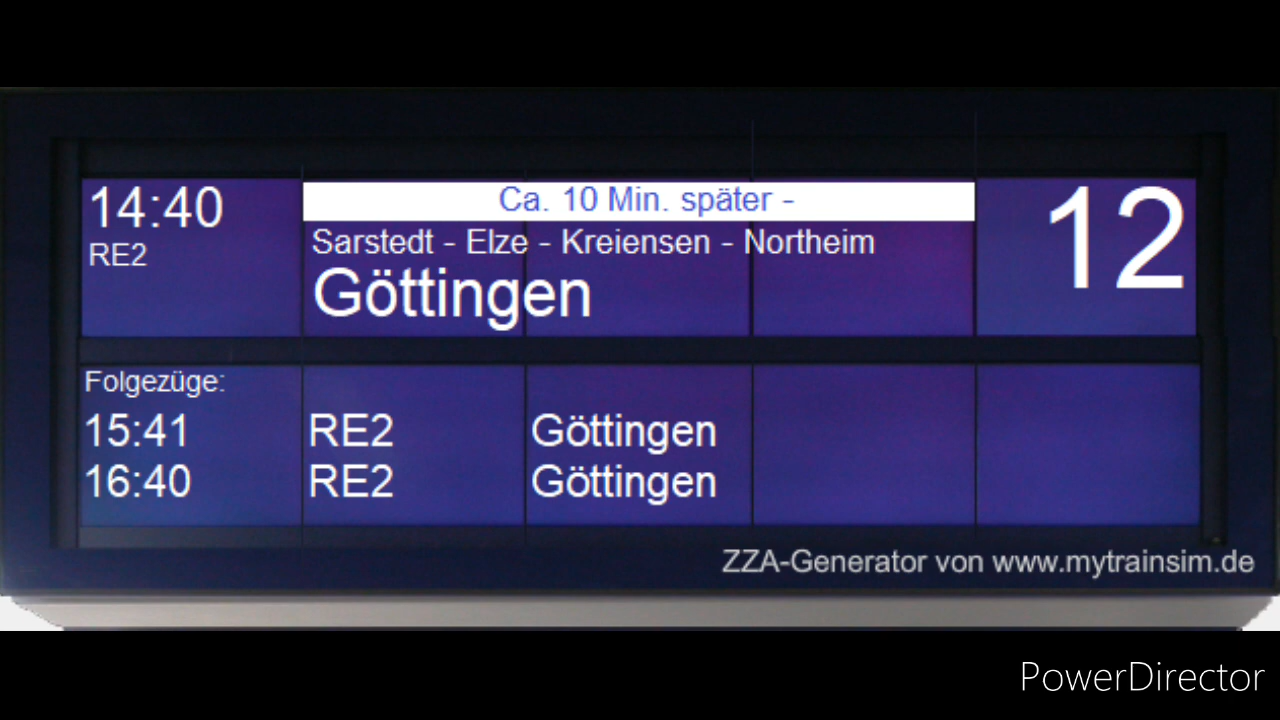 14:40
Ca. 10 Min. später -
12
RE2
Sarstedt - Elze - Kreiensen - Northeim
Göttingen
Folgezüge:
15:41 RE2 Göttingen
16:40 RE2 Göttingen
ZZA-Generator von www.mytrainsim.de
PowerDirector